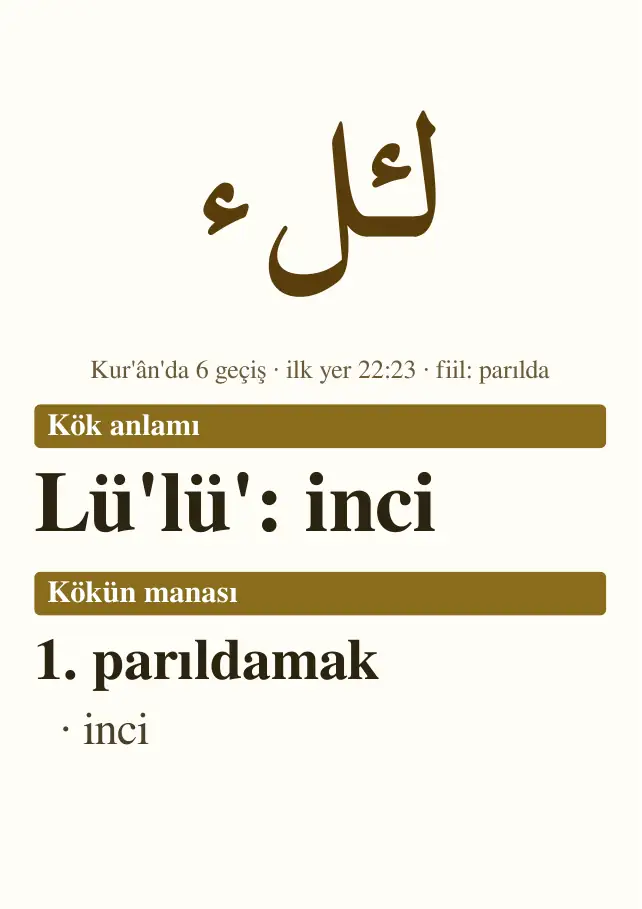 لئلء
Kur'ân'da 6 geçiş · ilk yer 22:23 · fiil: parılda
Kök anlamı
Lü'lü': inci
Kökün manası
1. parıldamak
· inci